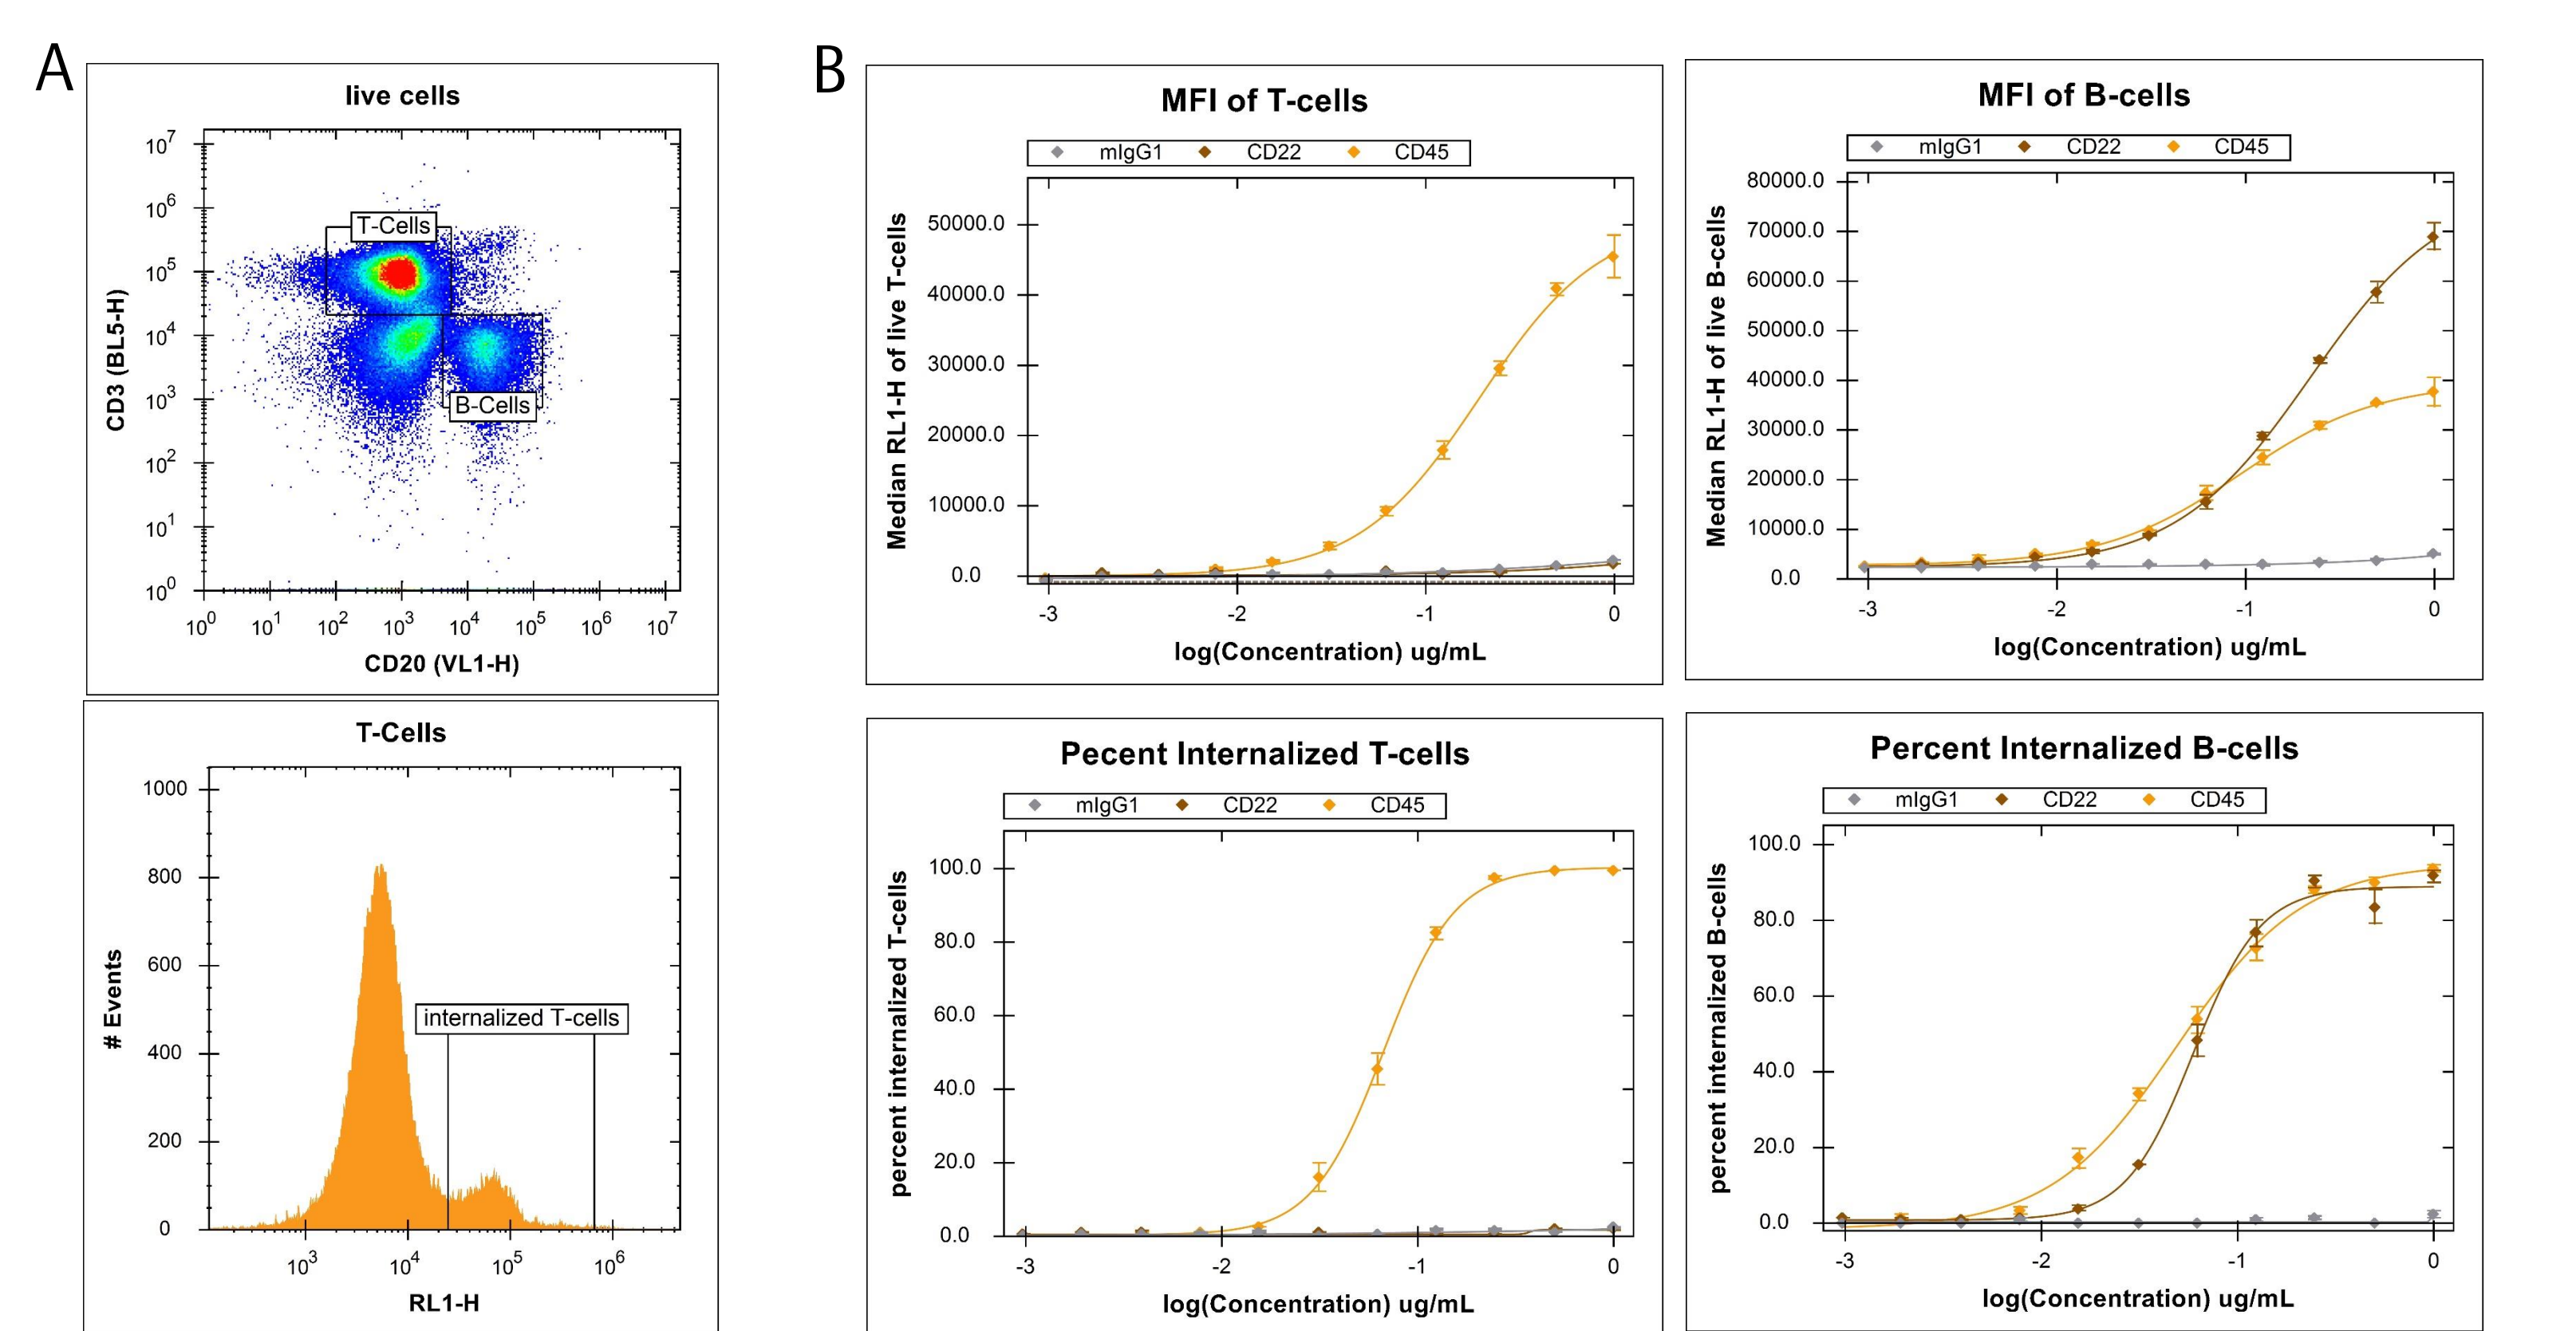 A
live cells
10^7
10^6
10^5
10^4
10^3
10^2
10^1
10^0
CD3 (BL5-H)
T-Cells
B-Cells
10^0 10^1 10^2 10^3 10^4 10^5 10^6 10^7
CD20 (VL1-H)
T-Cells
1000
800
600
400
200
0
# Events
internalized T-cells
10^3 10^4 10^5 10^6
RL1-H
B
MFI of T-cells
mIgG1 CD22 CD45
50000.0
40000.0
30000.0
20000.0
10000.0
0.0
Median RL1-H of live T-cells
-3 -2 -1 0
log(Concentration) ug/mL
MFI of B-cells
mIgG1 CD22 CD45
80000.0
70000.0
60000.0
50000.0
40000.0
30000.0
20000.0
10000.0
0.0
Median RL1-H of live B-cells
-3 -2 -1 0
log(Concentration) ug/mL
Pecent Internalized T-cells
mIgG1 CD22 CD45
100.0
80.0
60.0
40.0
20.0
0.0
percent internalized T-cells
-3 -2 -1 0
log(Concentration) ug/mL
Percent Internalized B-cells
mIgG1 CD22 CD45
100.0
80.0
60.0
40.0
20.0
0.0
percent internalized B-cells
-3 -2 -1 0
log(Concentration) ug/mL